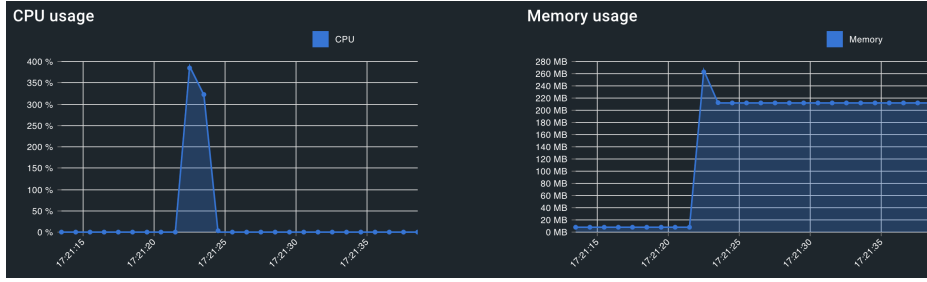 CPU usage
CPU
400 %
350 %
300 %
250 %
200 %
150 %
100 %
50 %
0 %
17:21:15
17:21:20
17:21:25
17:21:30
17:21:35
Memory usage
Memory
280 MB
260 MB
240 MB
220 MB
200 MB
180 MB
160 MB
140 MB
120 MB
100 MB
80 MB
60 MB
40 MB
20 MB
0 MB
17:21:15
17:21:20
17:21:25
17:21:30
17:21:35